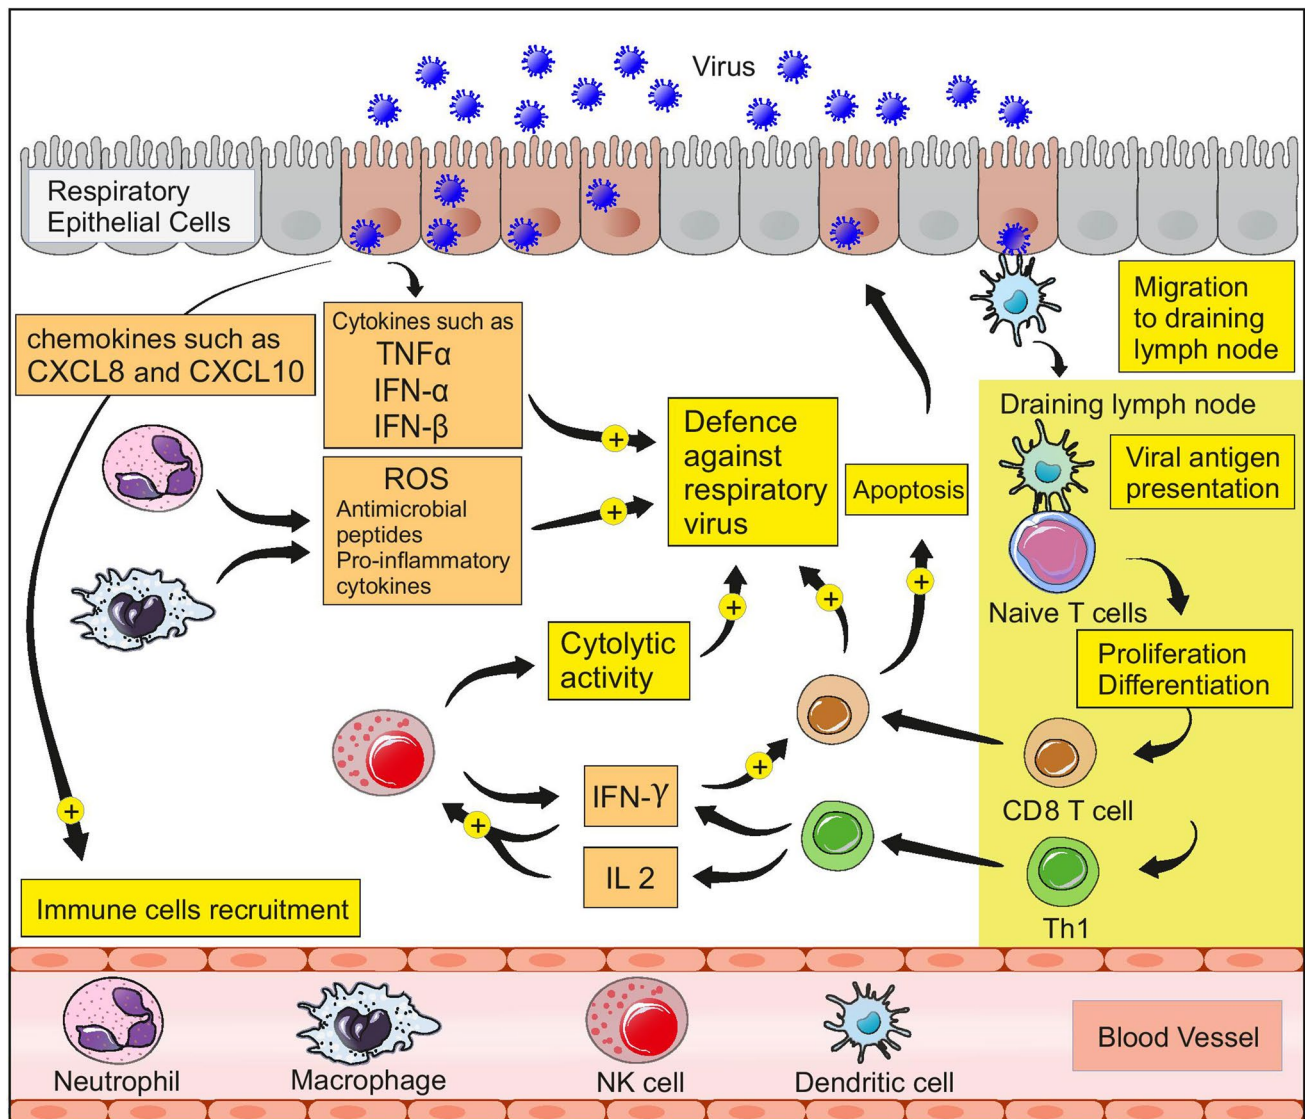 Virus
Respiratory
Epithelial Cells
chemokines such as
CXCL8 and CXCL10
Cytokines such as
TNFα
IFN-α
IFN-β
ROS
Antimicrobial
peptides
Pro-inflammatory
cytokines
Defence
against
respiratory
virus
Apoptosis
Migration
to draining
lymph node
Draining lymph node
Viral antigen
presentation
Naive T cells
Proliferation
Differentiation
Cytolytic
activity
+
+
+
+
+
+
+
+
IFN-γ
IL 2
CD8 T cell
Th1
Immune cells recruitment
Neutrophil
Macrophage
NK cell
Dendritic cell
Blood Vessel